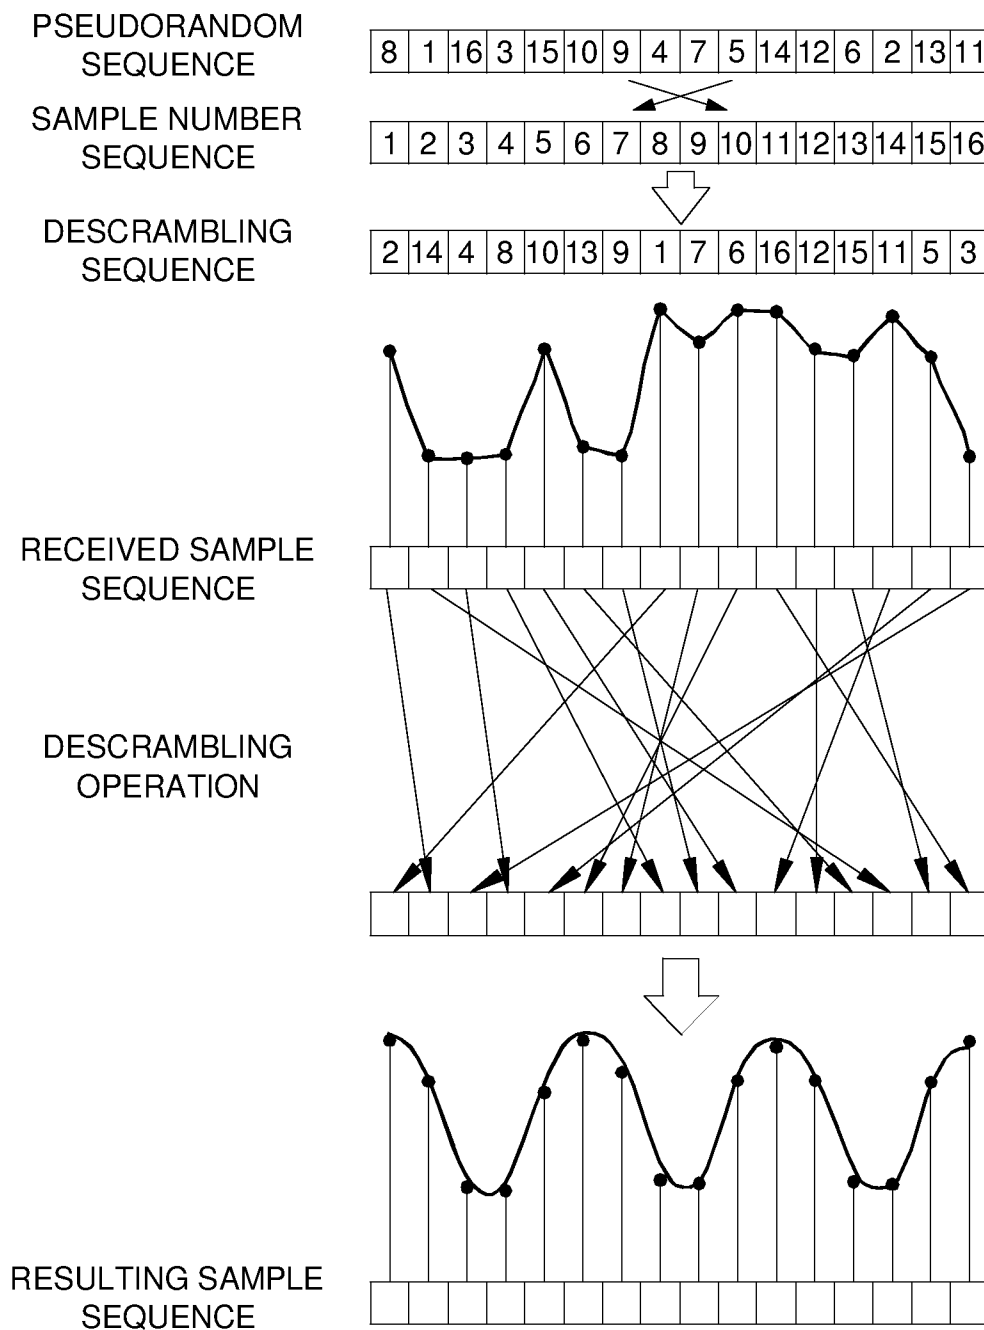 PSEUDORANDOM
SEQUENCE
8 1 16 3 15 10 9 4 7 5 14 12 6 2 13 11
SAMPLE NUMBER
SEQUENCE
1 2 3 4 5 6 7 8 9 10 11 12 13 14 15 16
DESCRAMBLING
SEQUENCE
2 14 4 8 10 13 9 1 7 6 16 12 15 11 5 3
RECEIVED SAMPLE
SEQUENCE
DESCRAMBLING
OPERATION
RESULTING SAMPLE
SEQUENCE